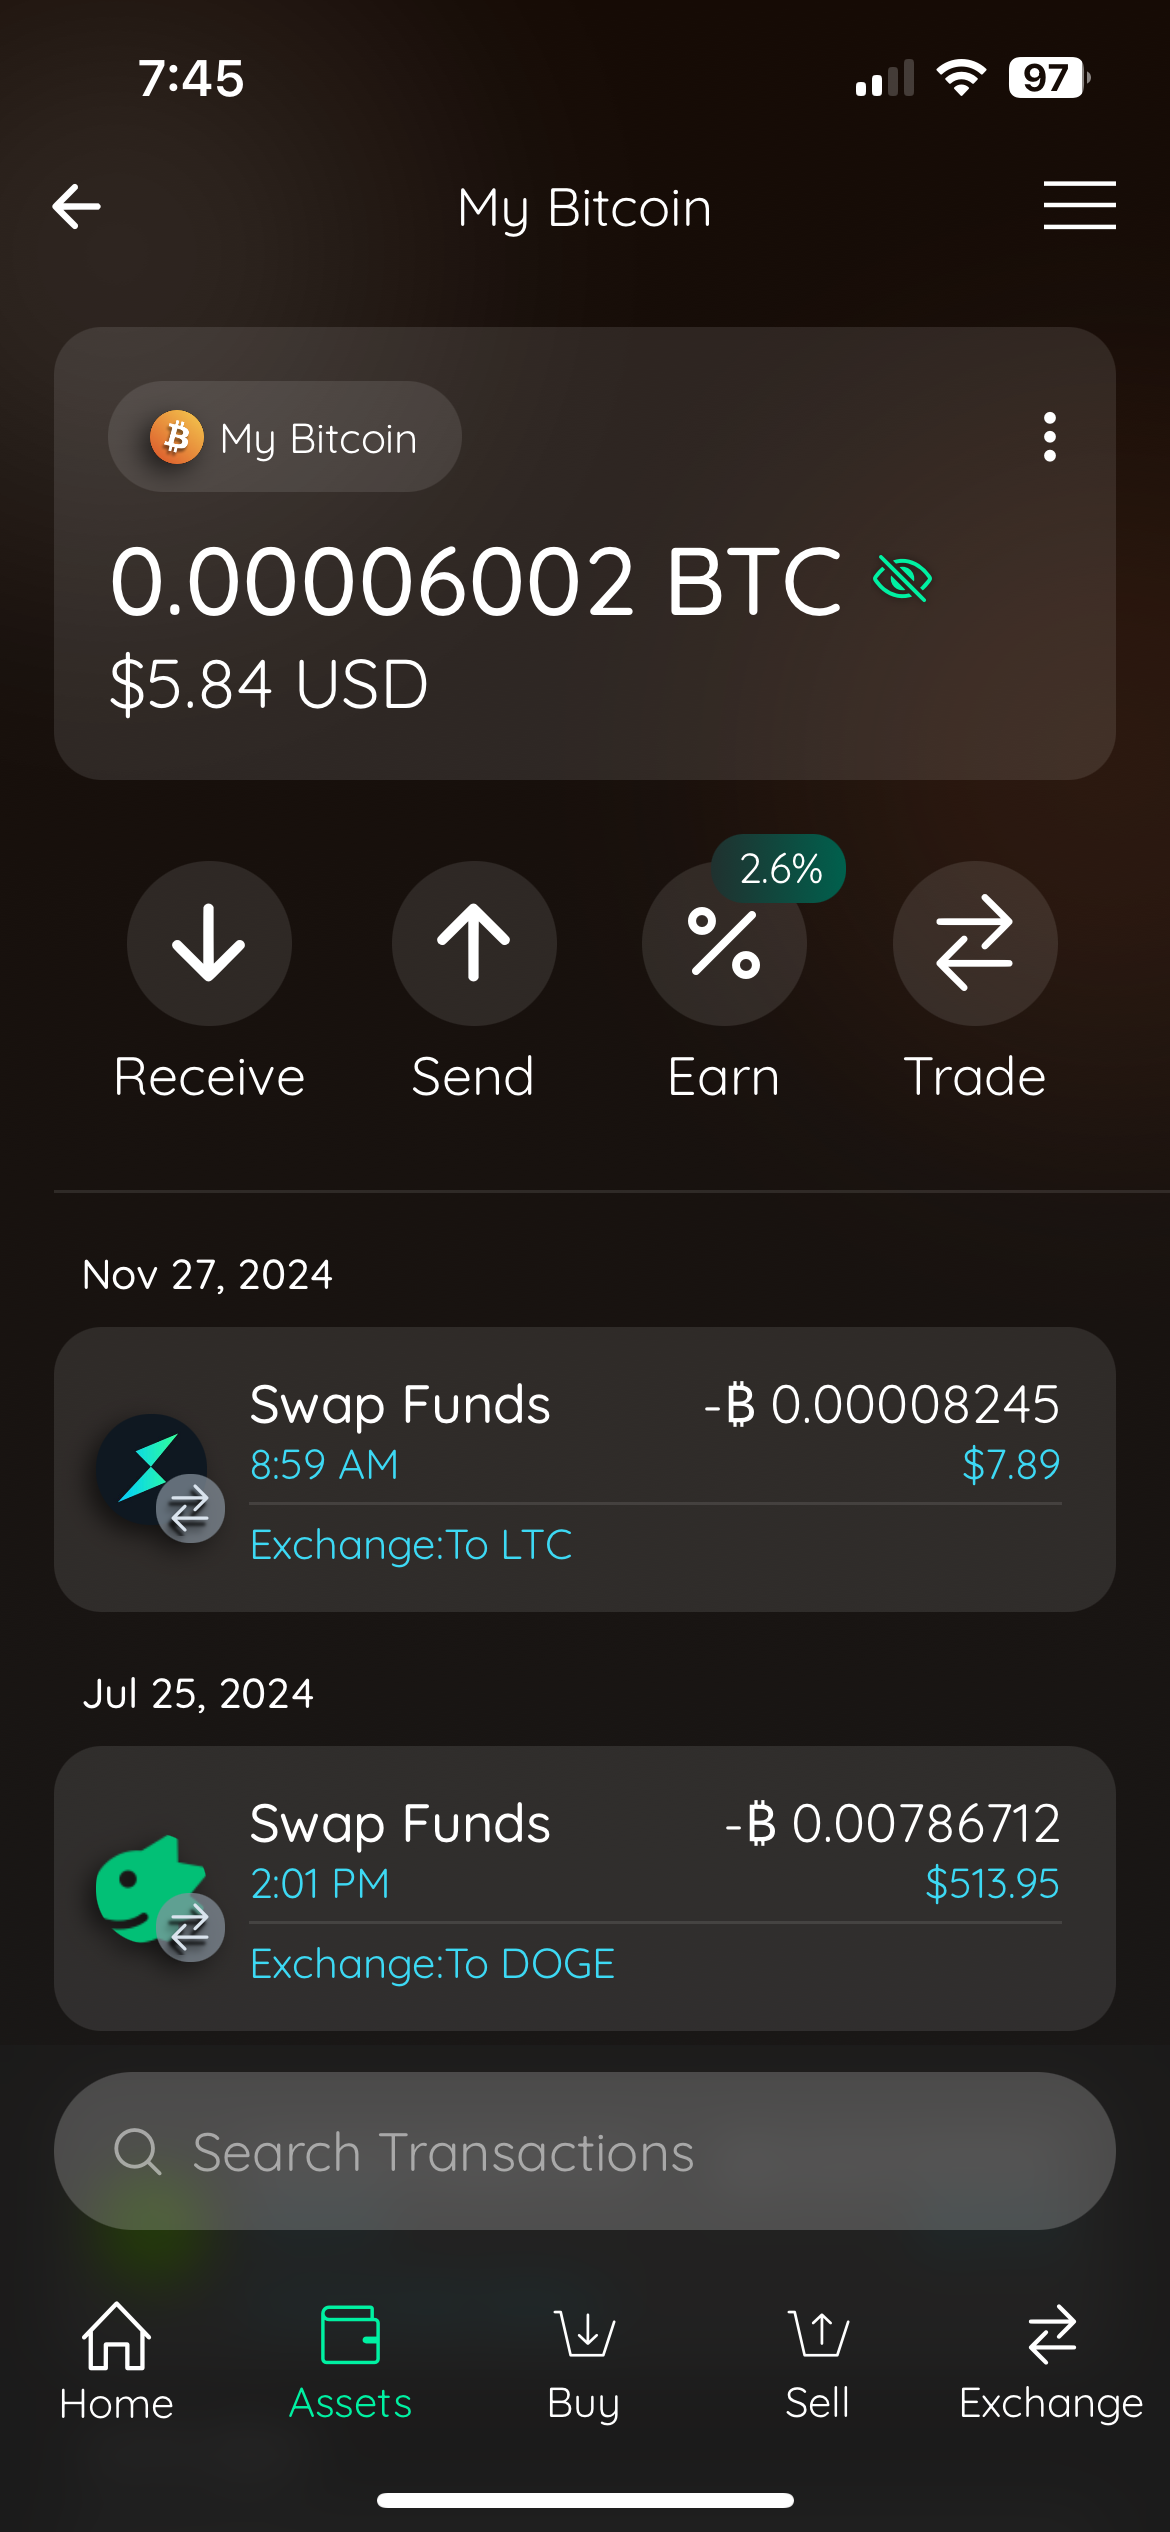 7:45
97
My Bitcoin
My Bitcoin
0.00006002 BTC
$5.84 USD
2.6%
Receive Send Earn Trade
Nov 27, 2024
Swap Funds -₿ 0.00008245
8:59 AM $7.89
Exchange:To LTC
Jul 25, 2024
Swap Funds -₿ 0.00786712
2:01 PM $513.95
Exchange:To DOGE
Search Transactions
Home Assets Buy Sell Exchange